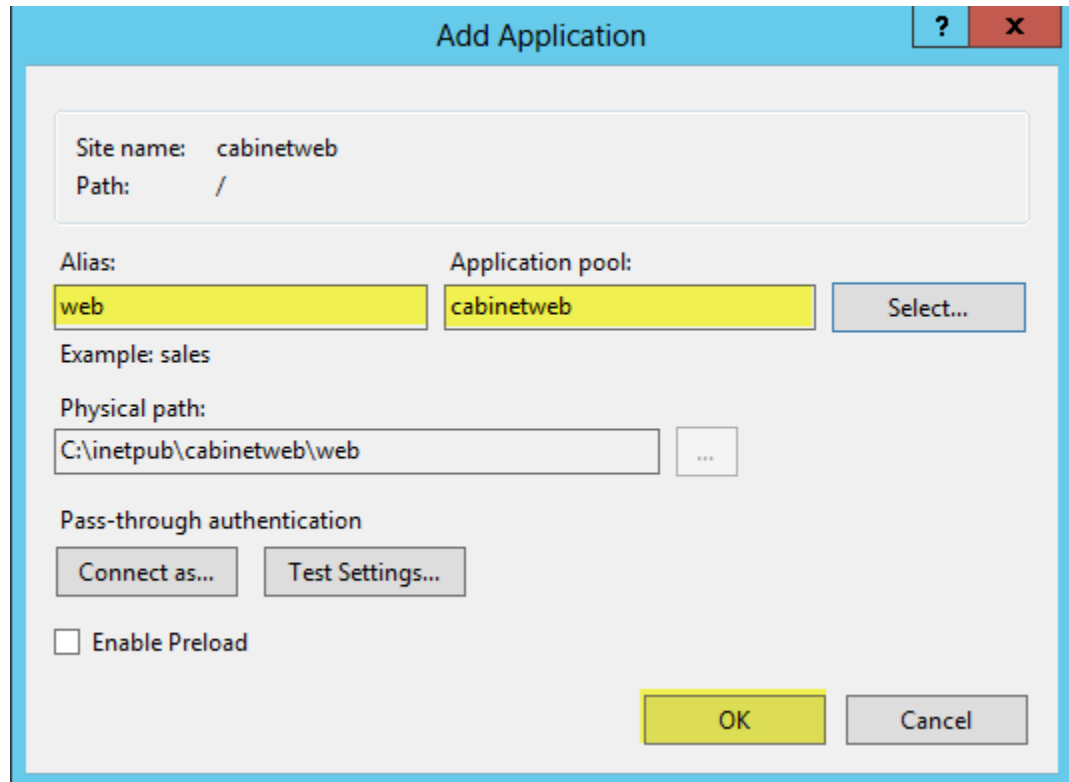 Add Application
?
x
Site name: cabinetweb
Path: /
Alias:
Application pool:
web
cabinetweb
Select...
Example: sales
Physical path:
C:\inetpub\cabinetweb\web
...
Pass-through authentication
Connect as...
Test Settings...
Enable Preload
OK
Cancel